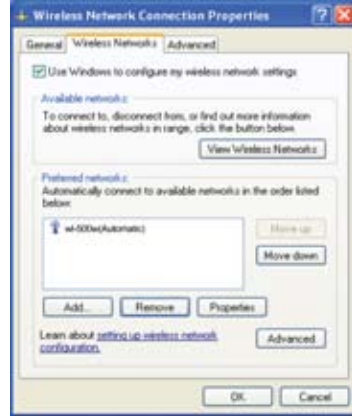 Wireless Network Connection Properties
General Wireless Networks Advanced
Use Windows to configure my wireless network settings
Available networks:
To connect to, disconnect from, or find out more information
about wireless networks in range, click the button below.
View Wireless Networks
Preferred networks:
Automatically connect to available networks in the order listed
below:
wl-500w(Automatic)
Move up
Move down
Add... Remove Properties
Learn about setting up wireless network
configuration.
Advanced
OK Cancel